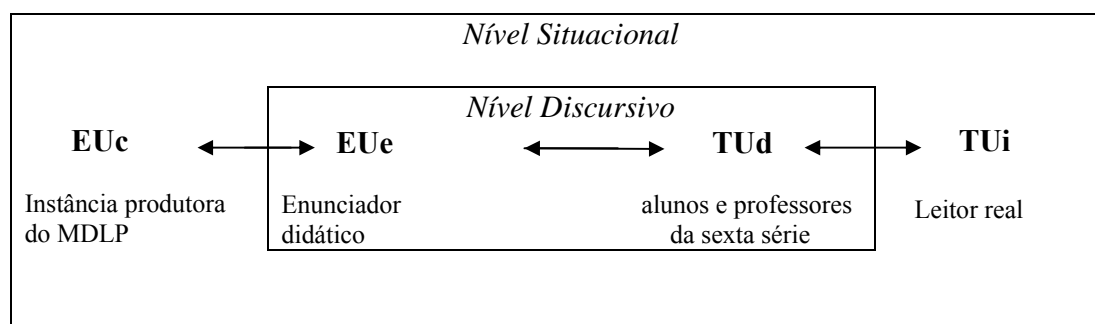 Nível Situacional
Nível Discursivo
EUc EUe TUd TUi
Instância produtora do MDLP
Enunciador didático
alunos e professores da sexta série
Leitor real